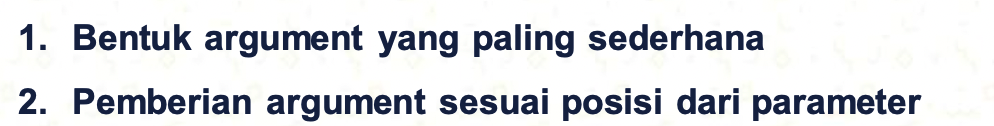 1. Bentuk argument yang paling sederhana
2. Pemberian argument sesuai posisi dari parameter